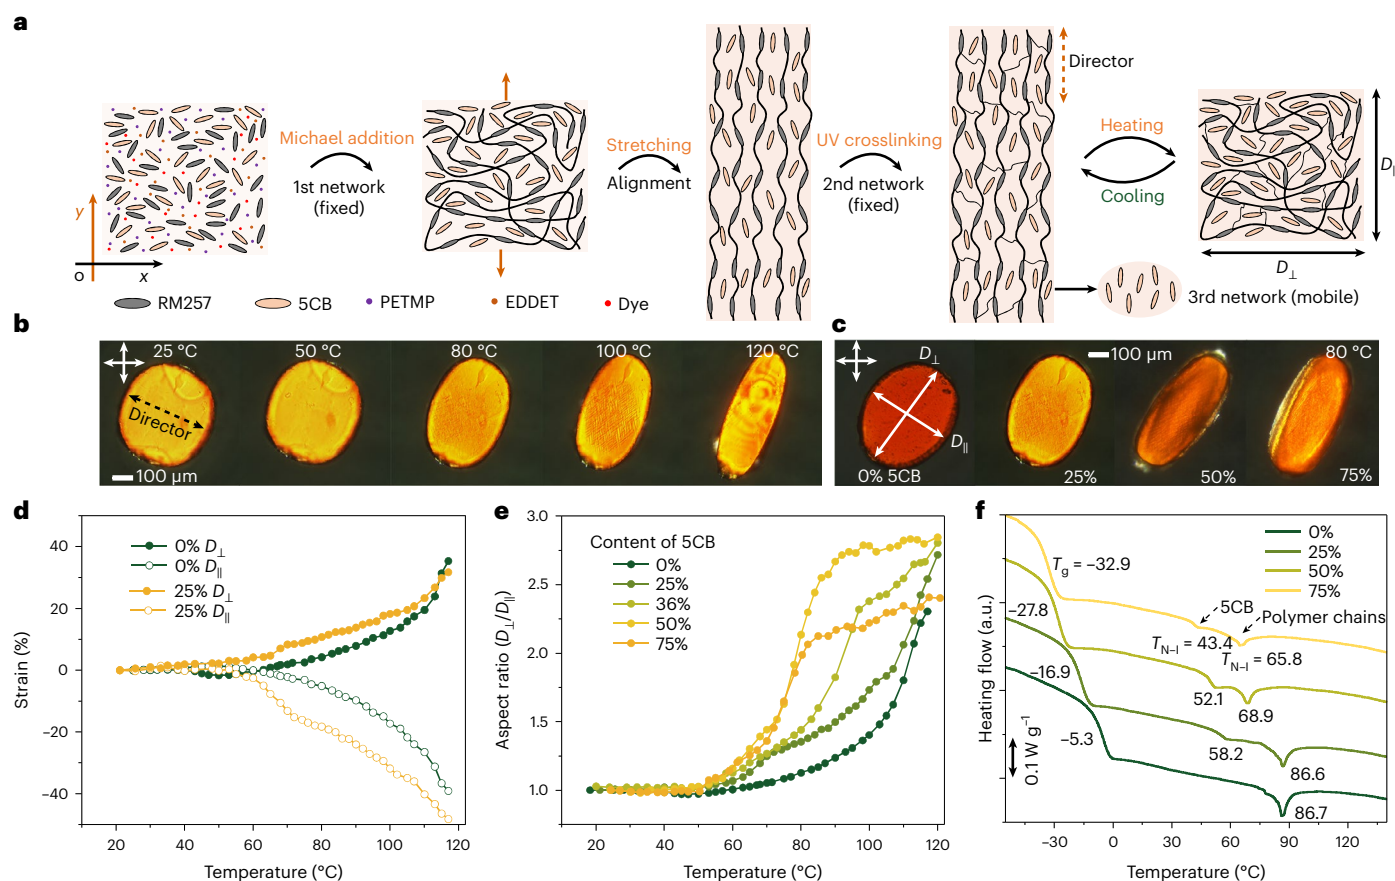 a
Michael addition
1st network
(fixed)
Stretching
Alignment
UV crosslinking
2nd network
(fixed)
Director
Heating
Cooling
D∥
D⊥
3rd network (mobile)
y
o
x
RM257
5CB
PETMP
EDDET
Dye
b
25 °C
50 °C
80 °C
100 °C
120 °C
Director
100 µm
c
D⊥
D∥
100 µm
80 °C
0% 5CB
25%
50%
75%
d
Strain (%)
40
20
0
−20
−40
0% D⊥
0% D∥
25% D⊥
25% D∥
20
40
60
80
100
120
Temperature (°C)
e
Aspect ratio (D⊥/D∥)
3.0
2.5
2.0
1.5
1.0
Content of 5CB
0%
25%
36%
50%
75%
20
40
60
80
100
120
Temperature (°C)
f
Heating flow (a.u.)
0.1 W g⁻¹
0%
25%
50%
75%
Tg = −32.9
5CB
Polymer chains
TN–I = 43.4
TN–I = 65.8
−27.8
52.1
68.9
−16.9
58.2
86.6
−5.3
86.7
−30
0
30
60
90
120
Temperature (°C)